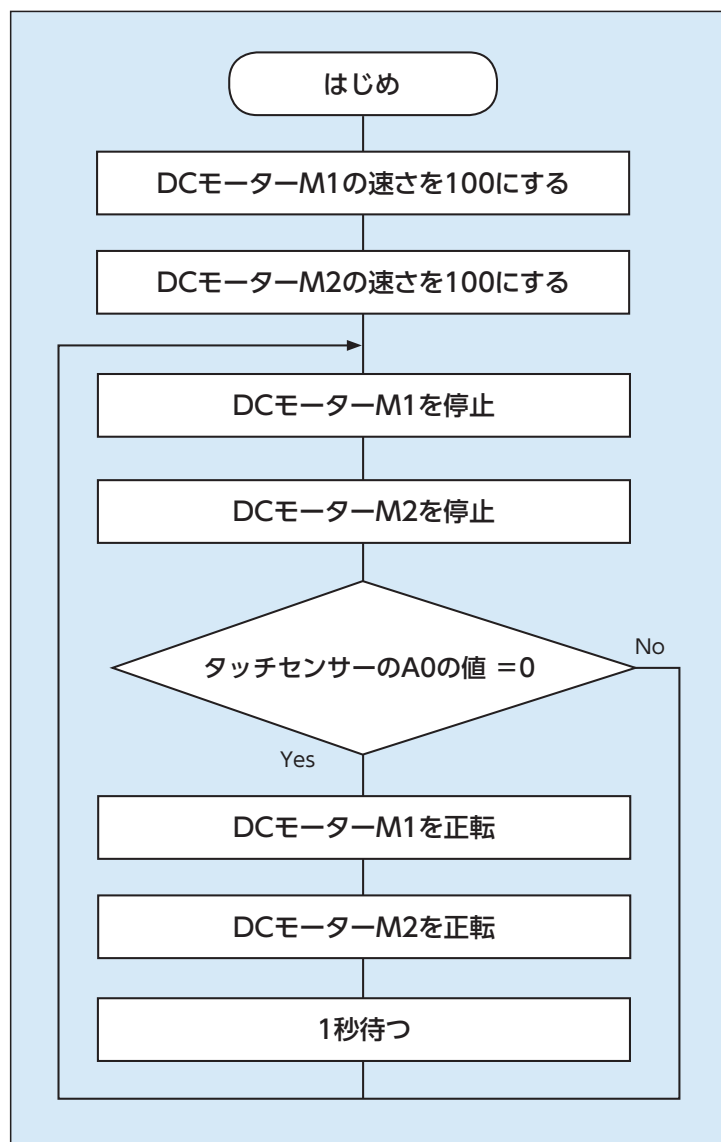 はじめ
DCモーターM1の速さを100にする
DCモーターM2の速さを100にする
DCモーターM1を停止
DCモーターM2を停止
タッチセンサーのA0の値 ＝0
No
Yes
DCモーターM1を正転
DCモーターM2を正転
1秒待つ